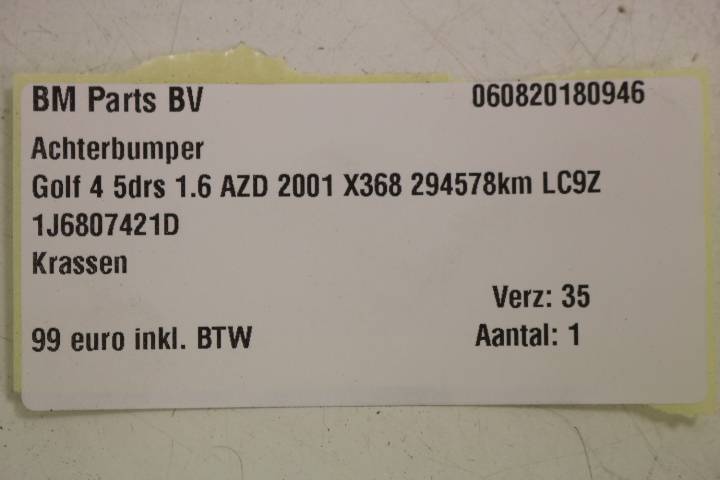 BM Parts BV 060820180946
Achterbumper
Golf 4 5drs 1.6 AZD 2001 X368 294578km LC9Z
1J6807421D
Krassen
Verz: 35
99 euro inkl. BTW Aantal: 1